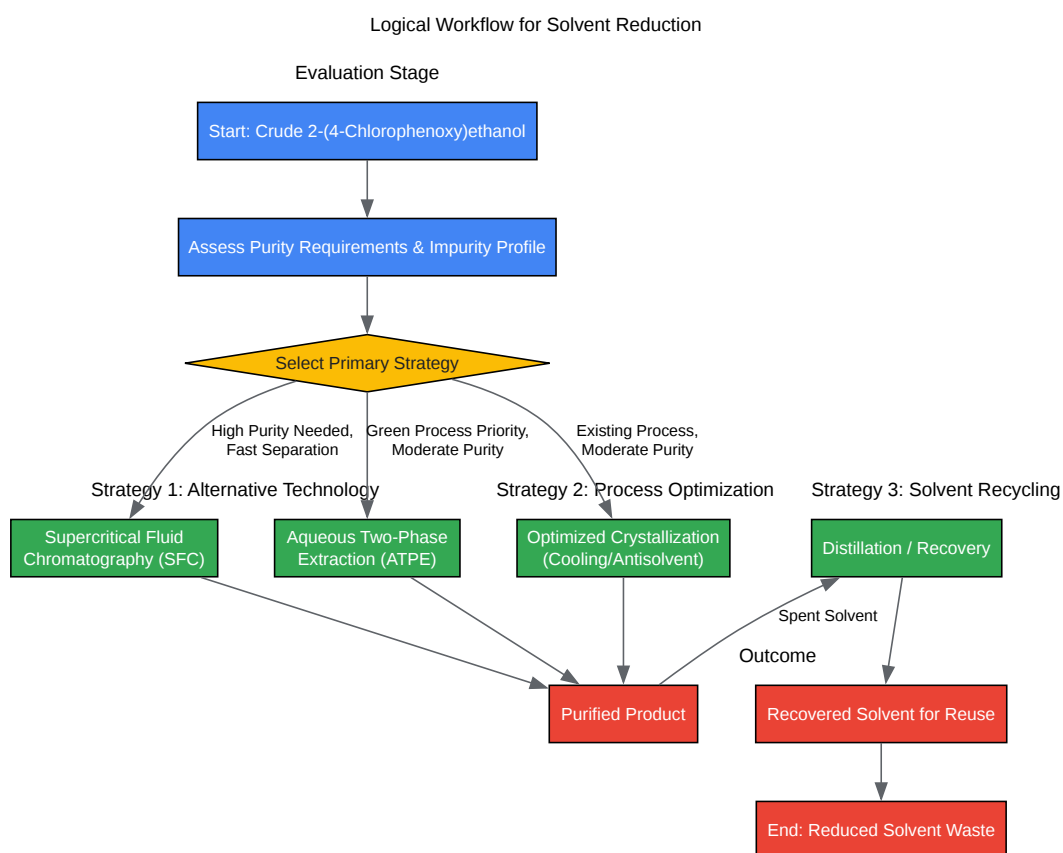 Logical Workflow for Solvent Reduction
Evaluation Stage
Start: Crude 2-(4-Chlorophenoxy)ethanol
Assess Purity Requirements & Impurity Profile
Select Primary Strategy
High Purity Needed,
Fast Separation
Green Process Priority,
Moderate Purity
Existing Process,
Moderate Purity
Strategy 1: Alternative Technology
Strategy 2: Process Optimization
Strategy 3: Solvent Recycling
Supercritical Fluid
Chromatography (SFC)
Aqueous Two-Phase
Extraction (ATPE)
Optimized Crystallization
(Cooling/Antisolvent)
Distillation / Recovery
Spent Solvent
Outcome
Purified Product
Recovered Solvent for Reuse
End: Reduced Solvent Waste